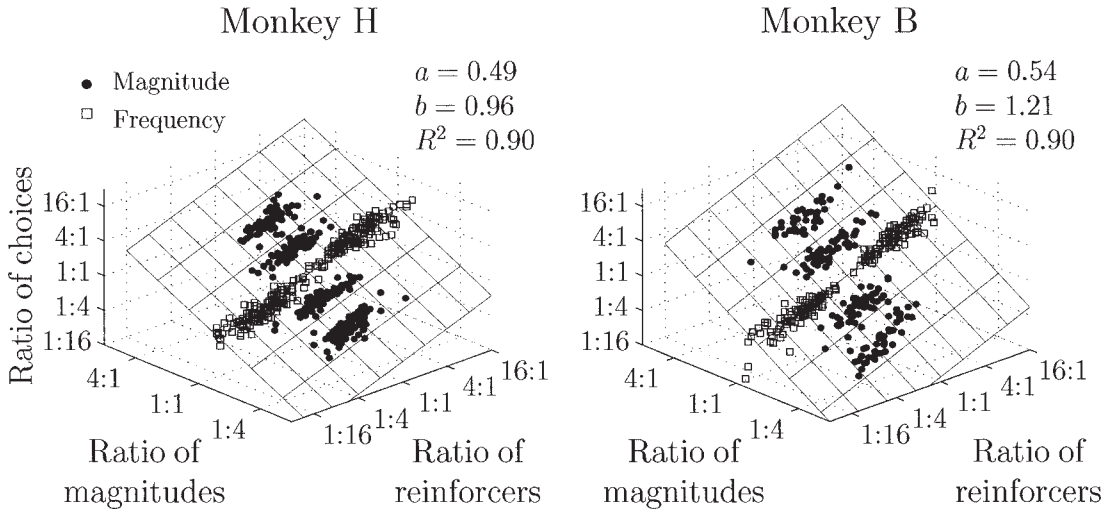 Monkey H
Magnitude
Frequency
a = 0.49
b = 0.96
R² = 0.90
Ratio of choices
16:1
4:1
1:1
1:4
1:16
4:1
1:1
1:4
1:16
1:4
1:1
4:1
16:1
Ratio of
magnitudes
Ratio of
reinforcers
Monkey B
a = 0.54
b = 1.21
R² = 0.90
16:1
4:1
1:1
1:4
1:16
4:1
1:1
1:4
1:16
1:4
1:1
4:1
16:1
Ratio of
magnitudes
Ratio of
reinforcers